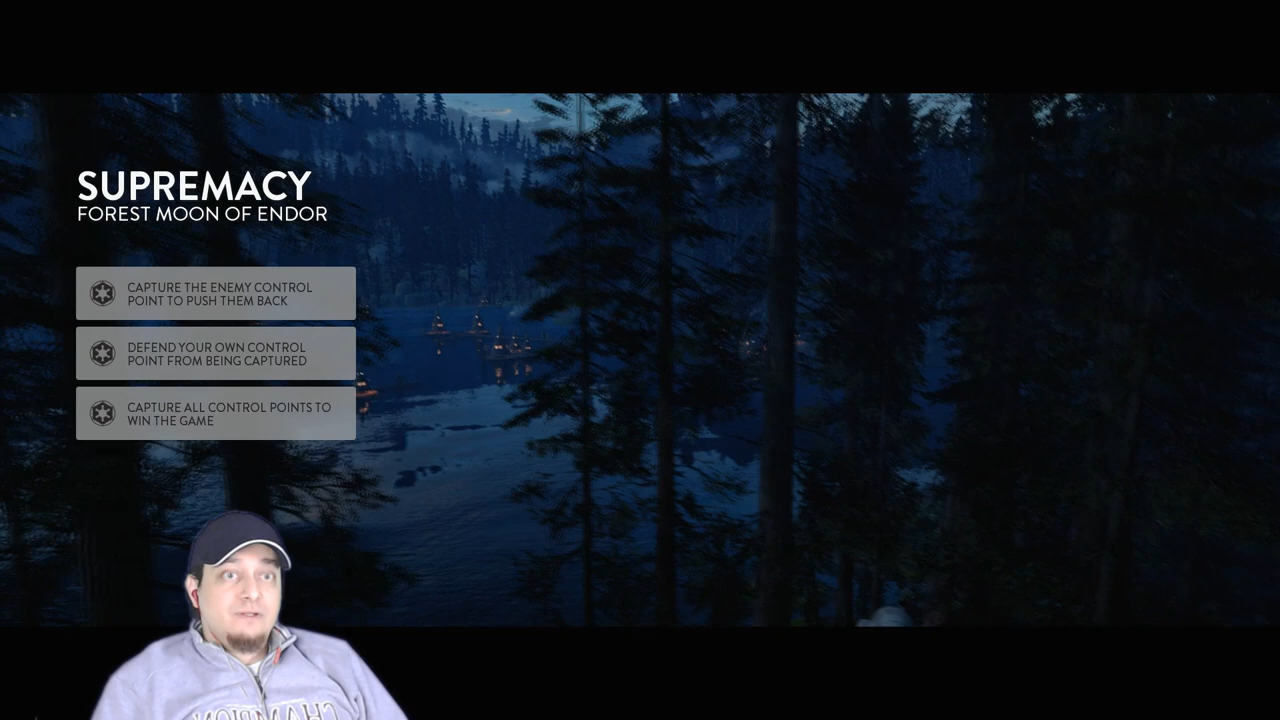 SUPREMACY
FOREST MOON OF ENDOR
CAPTURE THE ENEMY CONTROL
POINT TO PUSH THEM BACK
DEFEND YOUR OWN CONTROL
POINT FROM BEING CAPTURED
CAPTURE ALL CONTROL POINTS TO
WIN THE GAME
CHAMPION